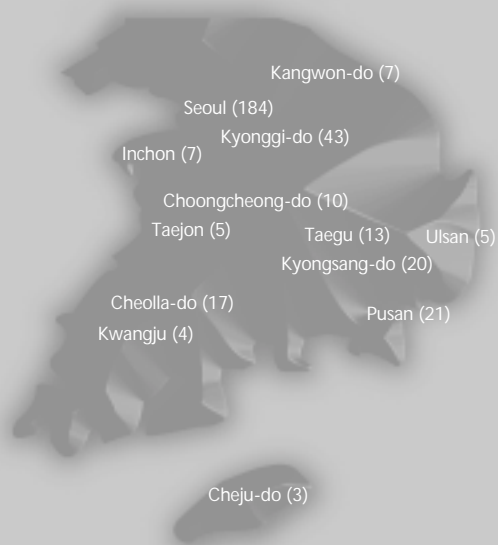 Kangwon-do (7)
Seoul (184)
Kyonggi-do (43)
Inchon (7)
Choongcheong-do (10)
Taejon (5)
Taegu (13)
Ulsan (5)
Kyongsang-do (20)
Cheolla-do (17)
Pusan (21)
Kwangju (4)
Cheju-do (3)